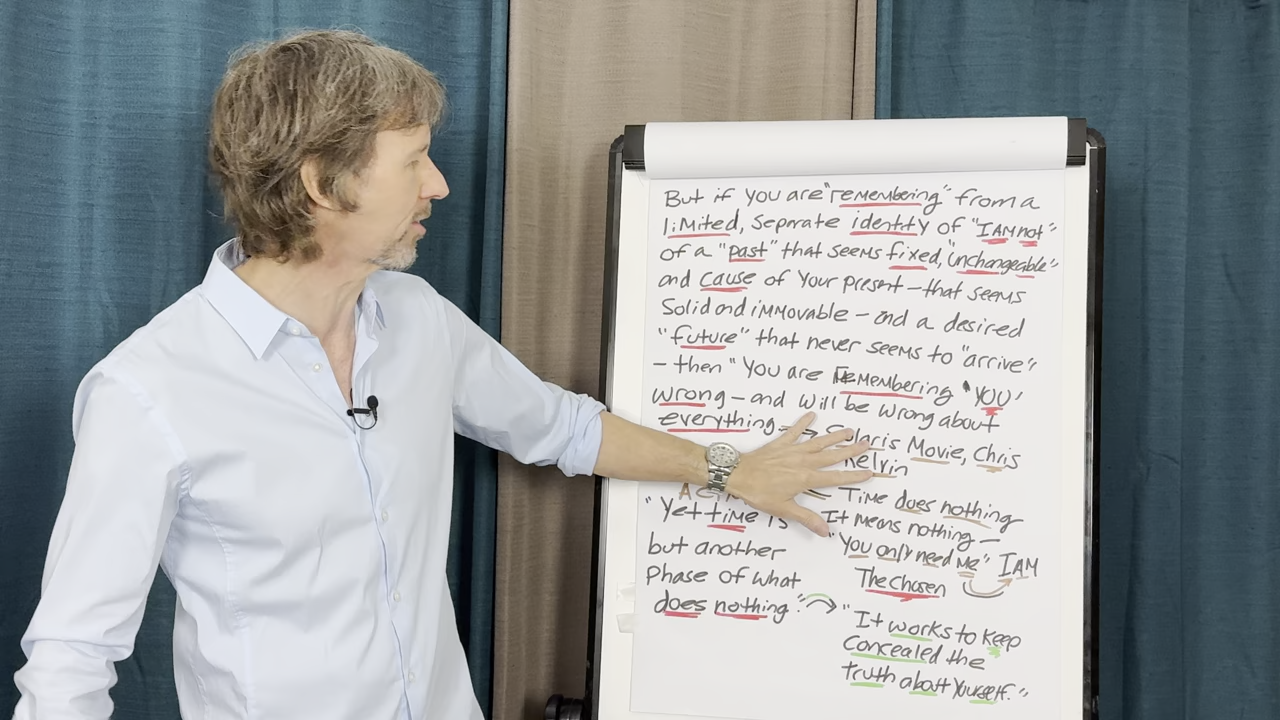 But if you are "remembering" from a
limited, separate identity of "I AM not"
of a "past" that seems fixed, "unchangeable"
and cause of your present – that seems
solid and immovable – and a desired
"future" that never seems to "arrive"
– then "You are remembering 'YOU'
wrong – and will be wrong about
everything → Solaris Movie, Chris
Kelvin
"Yet time is
but another
phase of what
does nothing." →
– Time does nothing
It means nothing –
"You only need me" I AM
The chosen
"It works to keep
concealed the
truth about yourself."